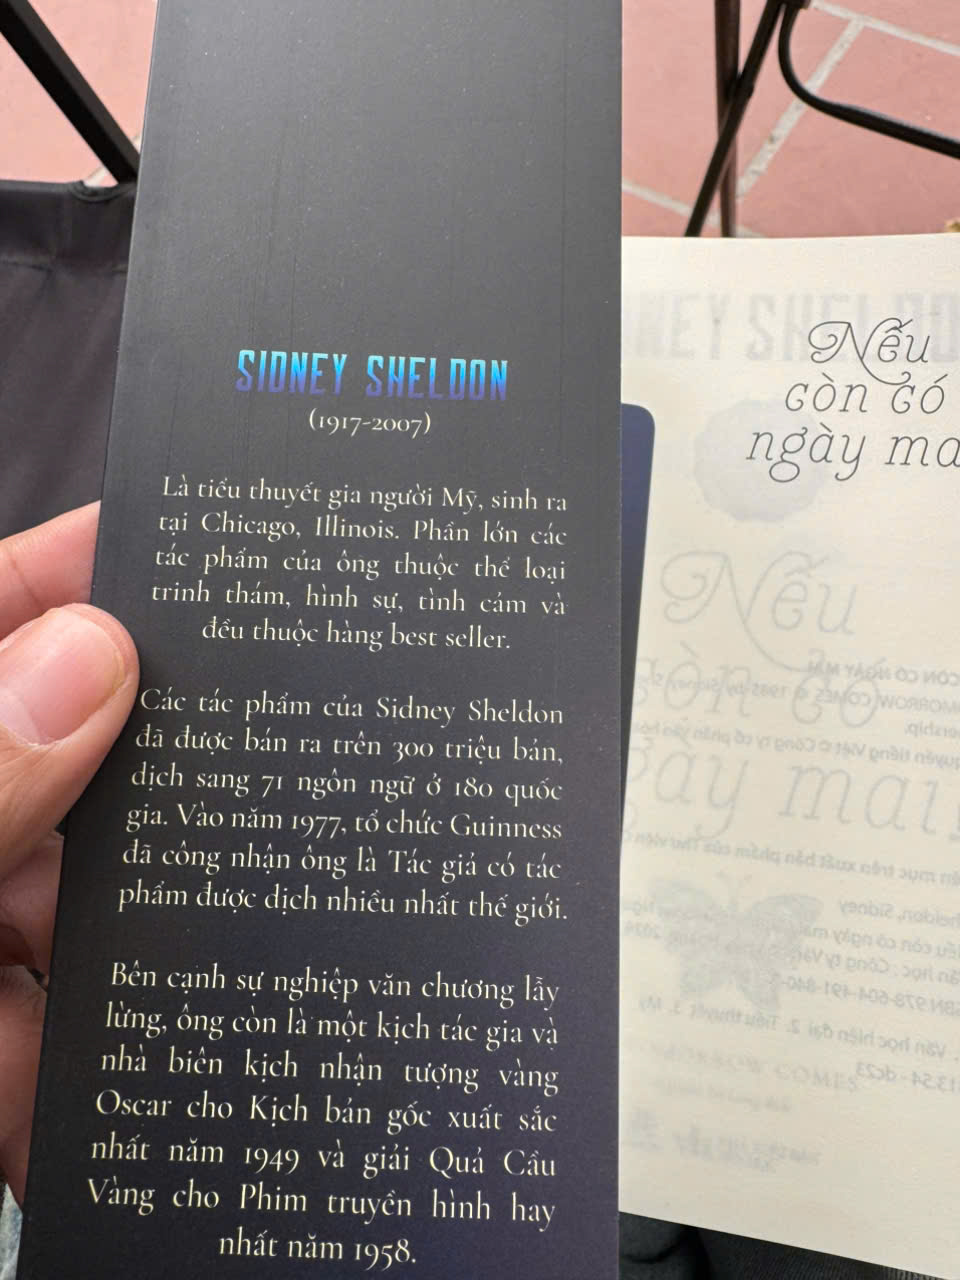 SIDNEY SHELDON
(1917-2007)
Là tiểu thuyết gia người Mỹ, sinh ra
tại Chicago, Illinois. Phần lớn các
tác phẩm của ông thuộc thể loại
trinh thám, hình sự, tình cảm và
đều thuộc hàng best seller.
Các tác phẩm của Sidney Sheldon
đã được bán ra trên 300 triệu bản,
dịch sang 71 ngôn ngữ ở 180 quốc
gia. Vào năm 1977, tổ chức Guinness
đã công nhận ông là Tác giả có tác
phẩm được dịch nhiều nhất thế giới.
Bên cạnh sự nghiệp văn chương lẫy
lừng, ông còn là một kịch tác gia và
nhà biên kịch nhận tượng vàng
Oscar cho Kịch bản gốc xuất sắc
nhất năm 1949 và giải Quả Cầu
Vàng cho Phim truyền hình hay
nhất năm 1958.
Nếu
còn có
ngày ma